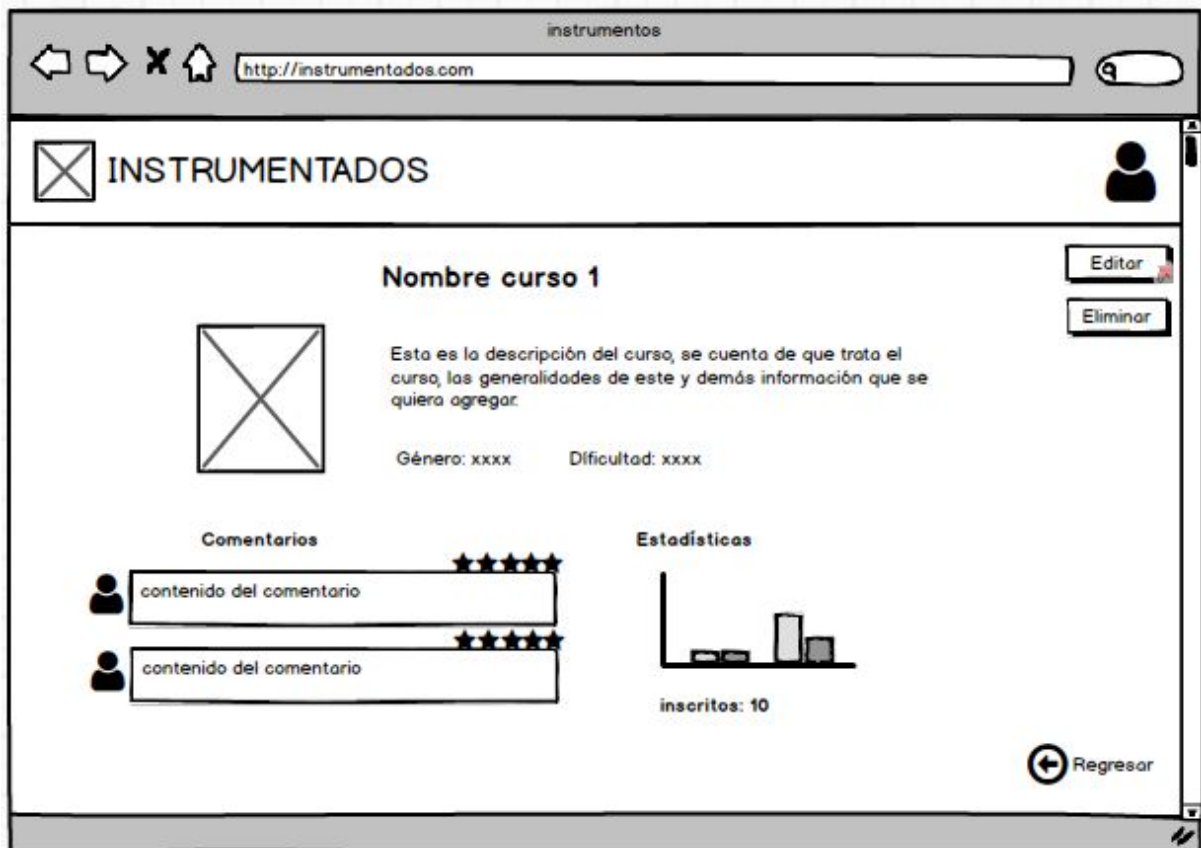 instrumentos
http://instrumentados.com
INSTRUMENTADOS
Nombre curso 1
Editar
Eliminar
Esta es la descripción del curso, se cuenta de que trata el
curso, las generalidades de este y demás información que se
quiera agregar.
Género: xxxx DIficultad: xxxx
Comentarios
Estadísticas
contenido del comentario
contenido del comentario
inscritos: 10
Regresar